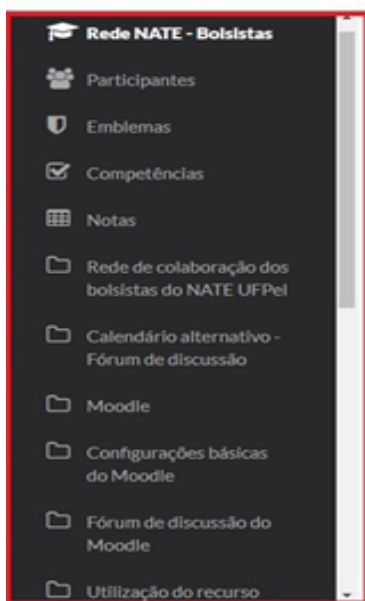 Rede NATE - Bolsistas
Participantes
Emblemas
Competências
Notas
Rede de colaboração dos
bolsistas do NATE UFPel
Calendário alternativo -
Fórum de discussão
Moodle
Configurações básicas
do Moodle
Fórum de discussão do
Moodle
Utilização do recurso